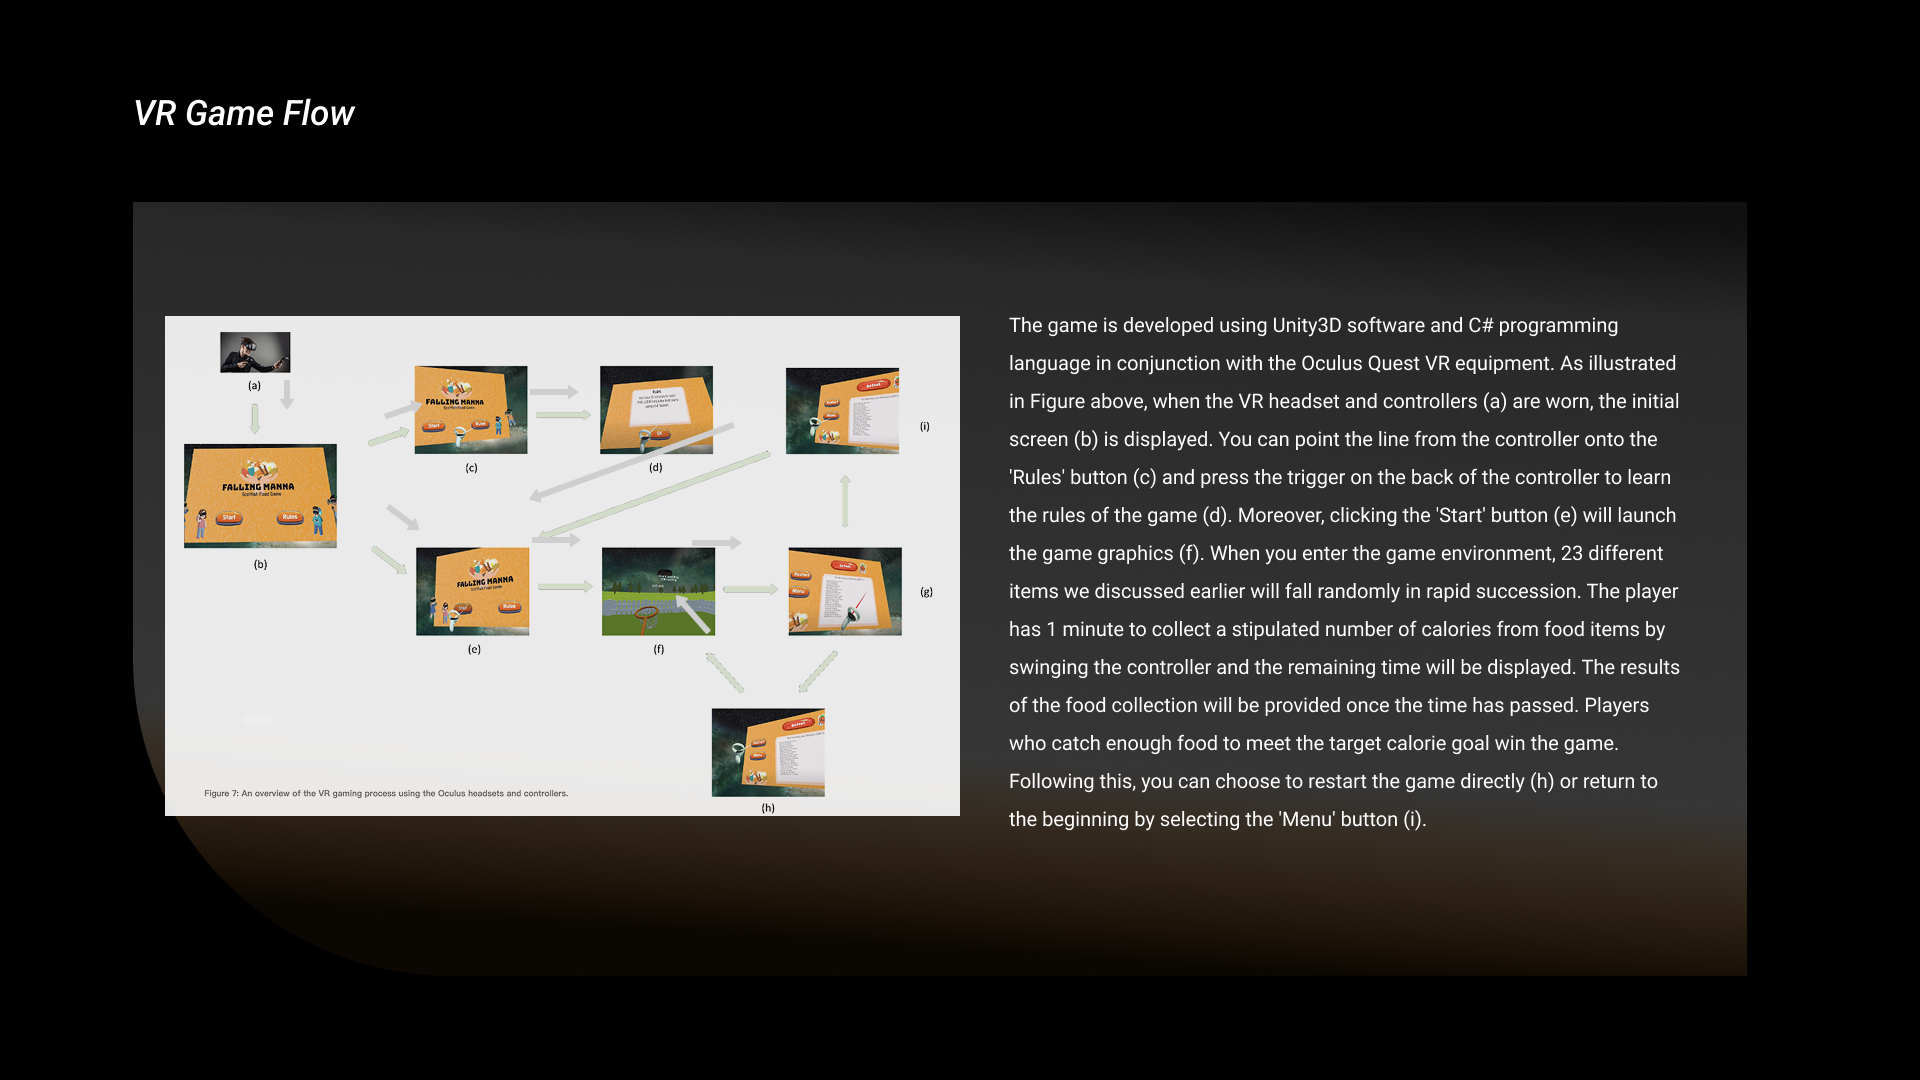 VR Game Flow
(a)
FALLING MANNA
Scottish Food Game
Start
Rules
(b)
FALLING MANNA
Scottish Food Game
Start
Rules
(c)
Rules
OK
(d)
Defeat
Restart
Menu
(i)
FALLING MANNA
Scottish Food Game
Start
Rules
(e)
(f)
Defeat
Restart
Menu
(g)
Defeat
Menu
(h)
Figure 7: An overview of the VR gaming process using the Oculus headsets and controllers.
The game is developed using Unity3D software and C# programming
language in conjunction with the Oculus Quest VR equipment. As illustrated
in Figure above, when the VR headset and controllers (a) are worn, the initial
screen (b) is displayed. You can point the line from the controller onto the
'Rules' button (c) and press the trigger on the back of the controller to learn
the rules of the game (d). Moreover, clicking the 'Start' button (e) will launch
the game graphics (f). When you enter the game environment, 23 different
items we discussed earlier will fall randomly in rapid succession. The player
has 1 minute to collect a stipulated number of calories from food items by
swinging the controller and the remaining time will be displayed. The results
of the food collection will be provided once the time has passed. Players
who catch enough food to meet the target calorie goal win the game.
Following this, you can choose to restart the game directly (h) or return to
the beginning by selecting the 'Menu' button (i).